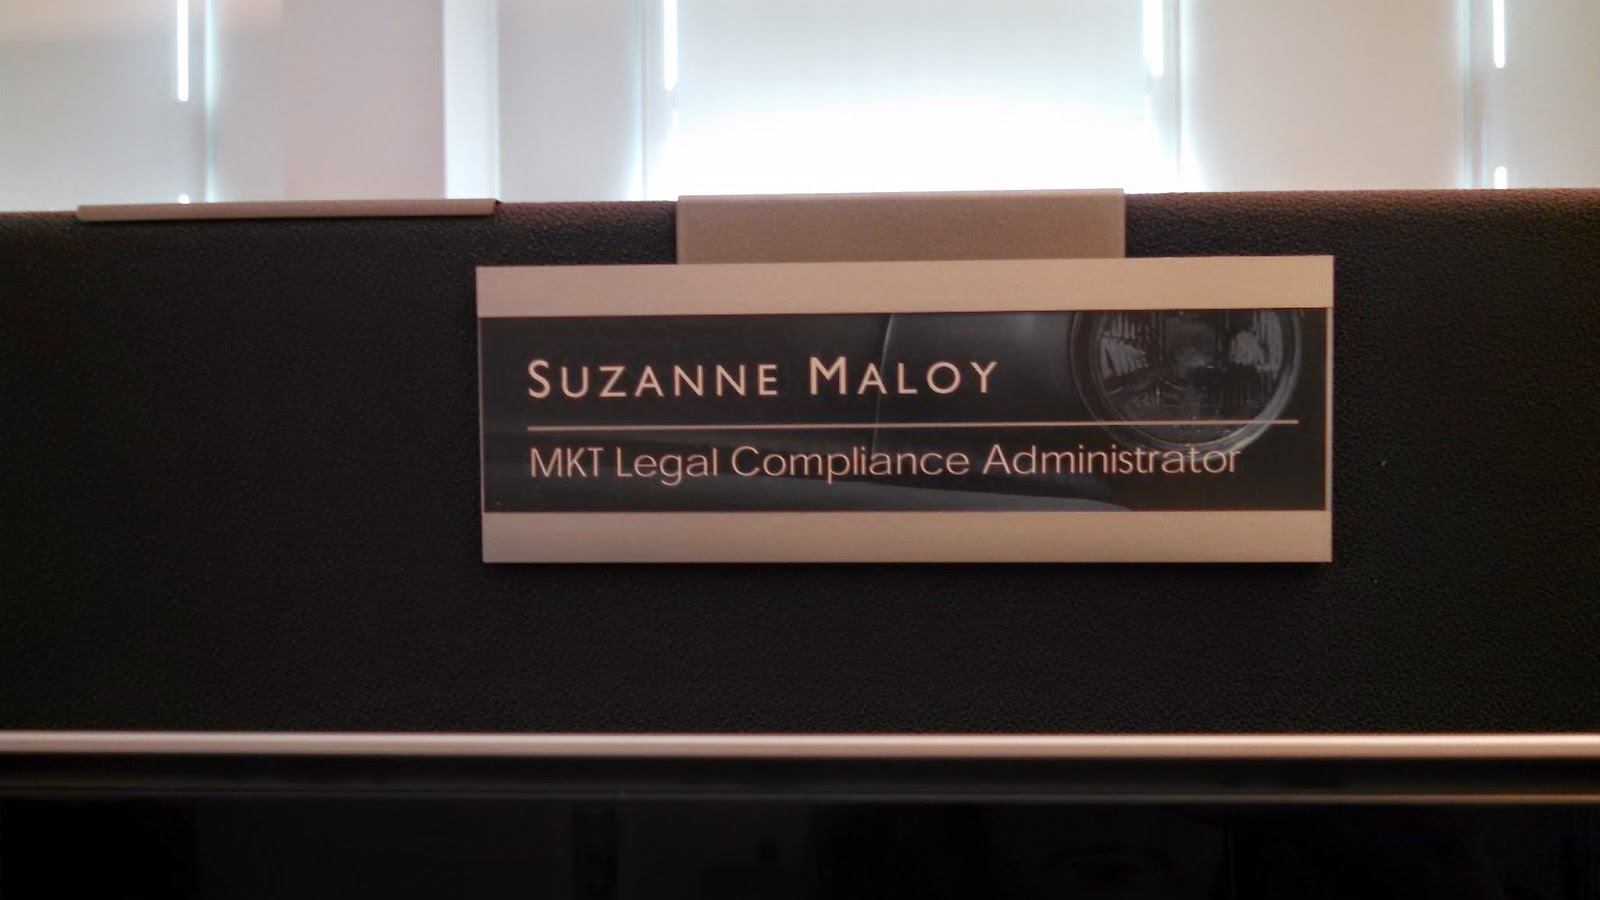 SUZANNE MALOY
MKT Legal Compliance Administrator